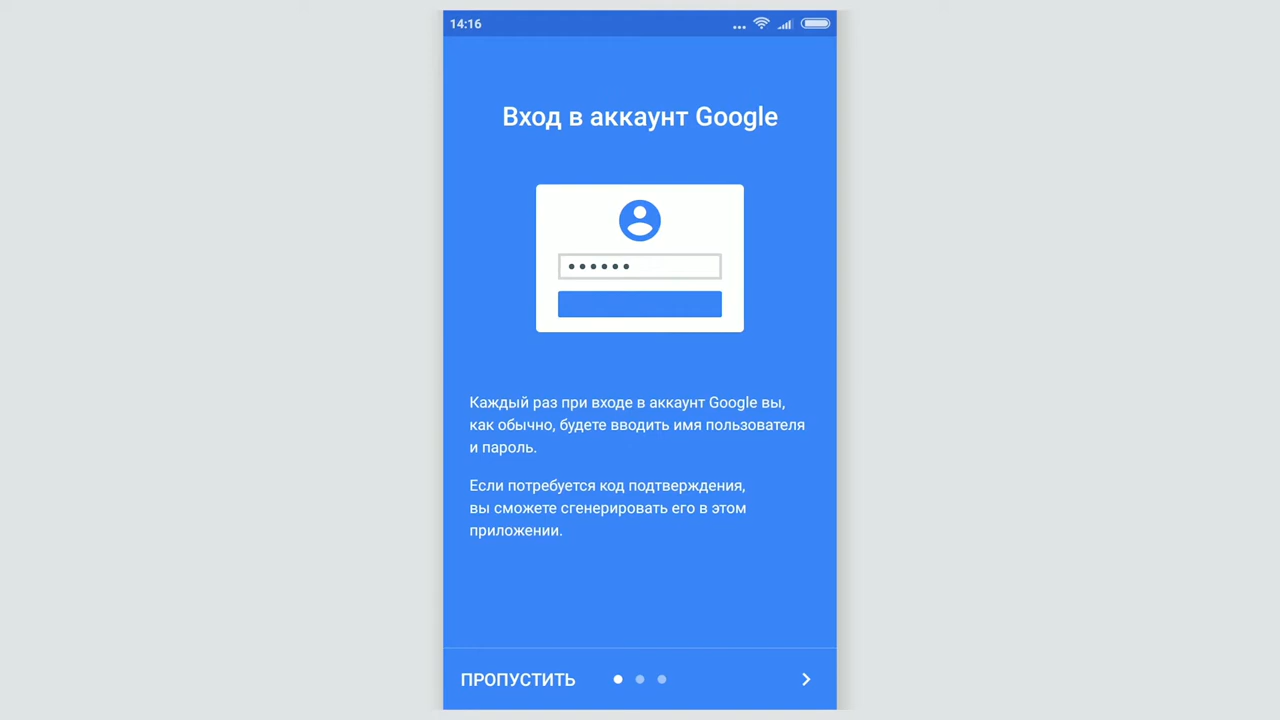 14:16
Вход в аккаунт Google
Каждый раз при входе в аккаунт Google вы,
как обычно, будете вводить имя пользователя
и пароль.
Если потребуется код подтверждения,
вы сможете сгенерировать его в этом
приложении.
ПРОПУСТИТЬ